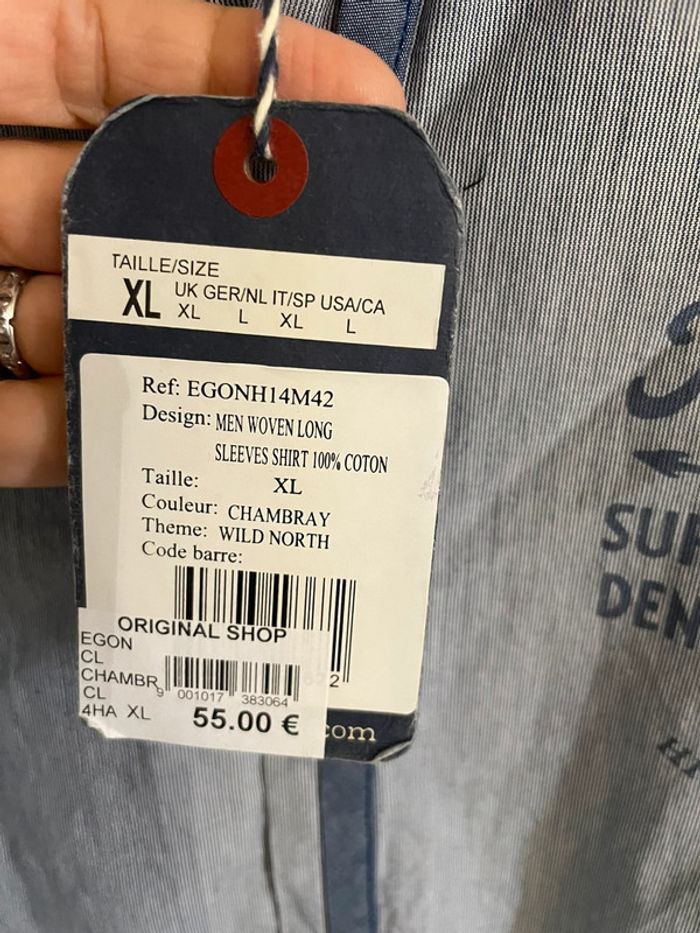 TAILLE/SIZE
XL UK GER/NL IT/SP USA/CA
XL L XL L
Ref: EGONH14M42
Design: MEN WOVEN LONG
SLEEVES SHIRT 100% COTON
Taille: XL
Couleur: CHAMBRAY
Theme: WILD NORTH
Code barre:
ORIGINAL SHOP
EGON
CL
CHAMBR
CL
9 001017 383064
4HA XL 55.00 €
.com
SUP
DEN